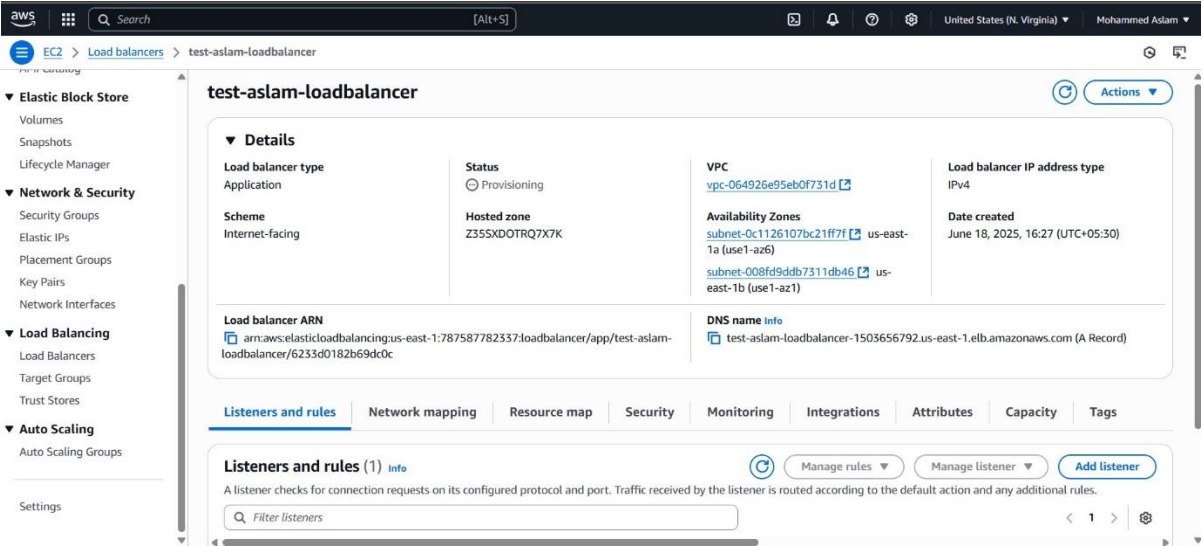 aws
Search [Alt+S]
United States (N. Virginia)
Mohammed Aslam
EC2 > Load balancers > test-aslam-loadbalancer
AMI Catalog
Elastic Block Store
Volumes
Snapshots
Lifecycle Manager
Network & Security
Security Groups
Elastic IPs
Placement Groups
Key Pairs
Network Interfaces
Load Balancing
Load Balancers
Target Groups
Trust Stores
Auto Scaling
Auto Scaling Groups
Settings
test-aslam-loadbalancer
Actions
Details
Load balancer type
Application
Status
Provisioning
VPC
vpc-064926e95eb0f731d
Load balancer IP address type
IPv4
Scheme
Internet-facing
Hosted zone
Z35SXDOTRQ7X7K
Availability Zones
subnet-0c1126107bc21ff7f us-east-
1a (use1-az6)
subnet-008fd9ddb7311db46 us-
east-1b (use1-az1)
Date created
June 18, 2025, 16:27 (UTC+05:30)
Load balancer ARN
arn:aws:elasticloadbalancing:us-east-1:787587782337:loadbalancer/app/test-aslam-
loadbalancer/6233d0182b69dc0c
DNS name Info
test-aslam-loadbalancer-1503656792.us-east-1.elb.amazonaws.com (A Record)
Listeners and rules
Network mapping
Resource map
Security
Monitoring
Integrations
Attributes
Capacity
Tags
Listeners and rules (1) Info
Manage rules
Manage listener
Add listener
A listener checks for connection requests on its configured protocol and port. Traffic received by the listener is routed according to the default action and any additional rules.
Filter listeners
1